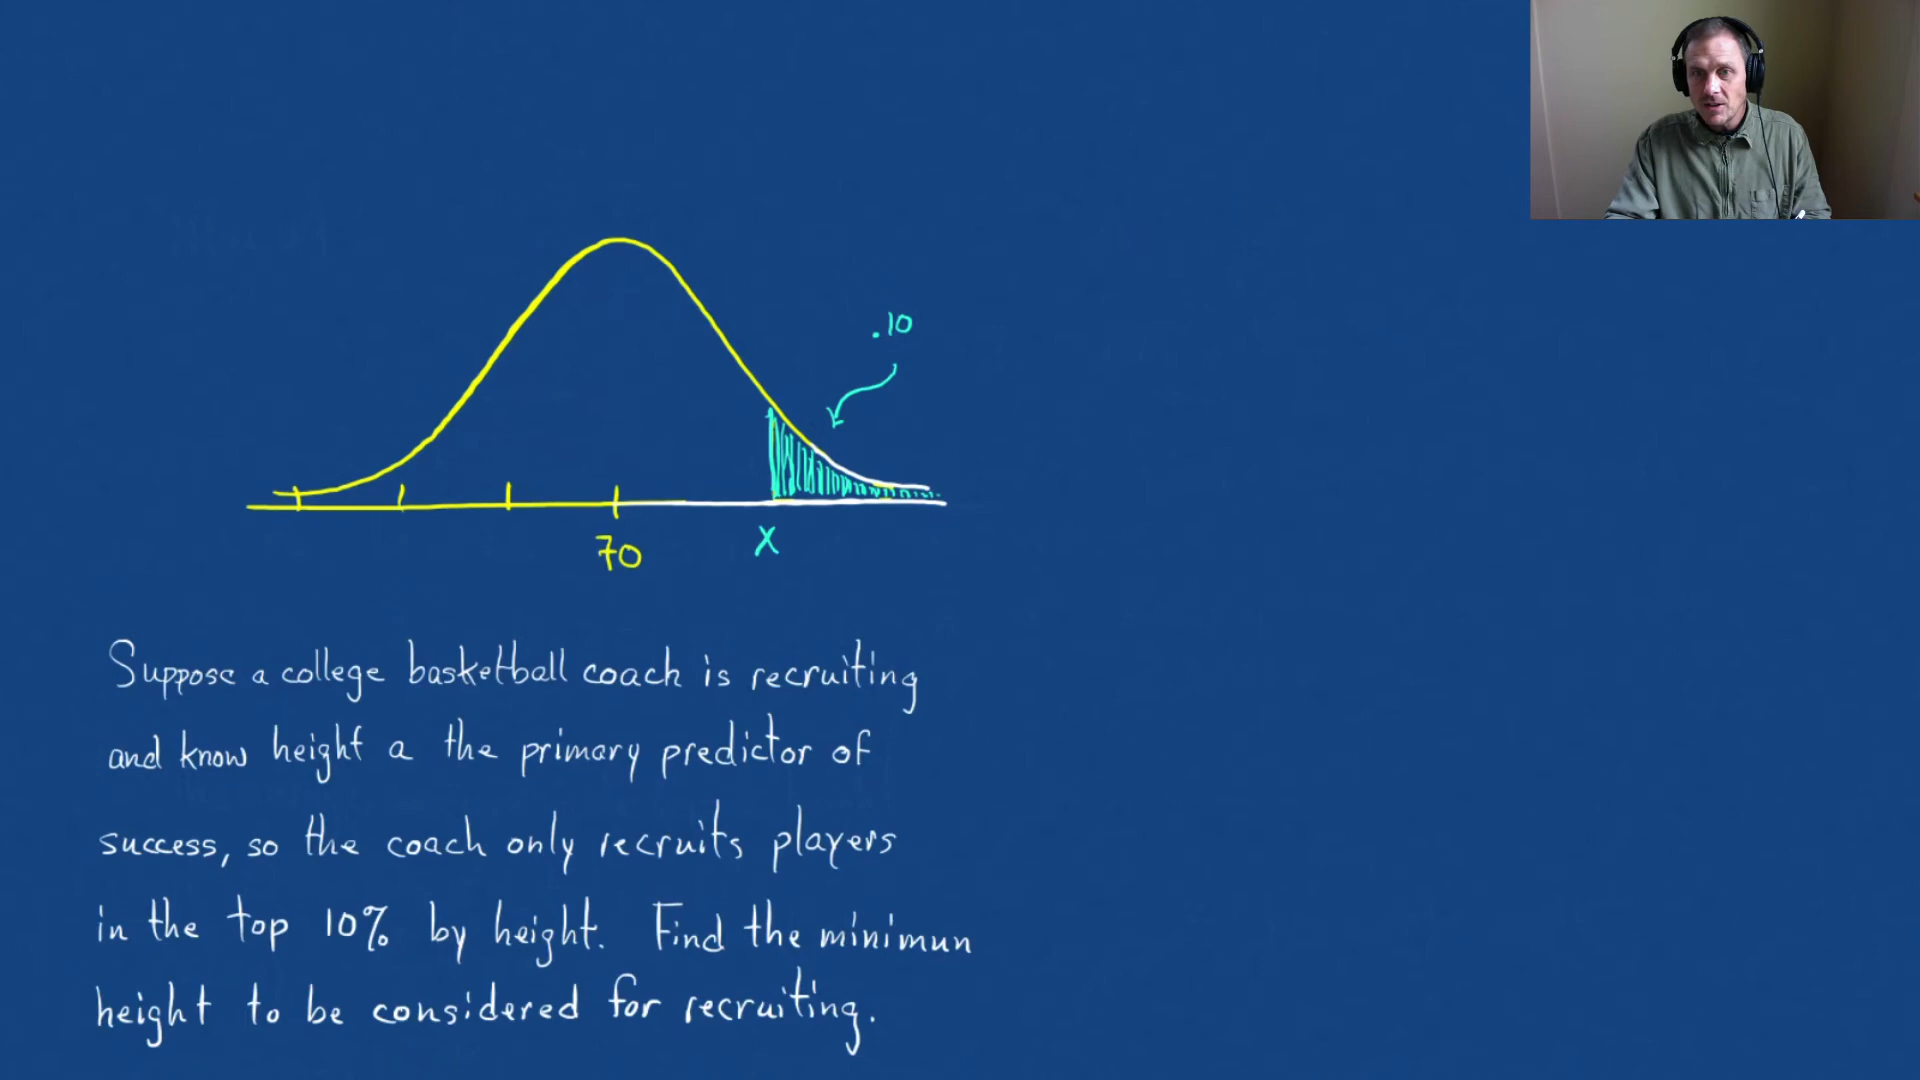 .10
70
X
Suppose a college basketball coach is recruiting
and know height a the primary predictor of
success, so the coach only recruits players
in the top 10% by height. Find the minimun
height to be considered for recruiting.